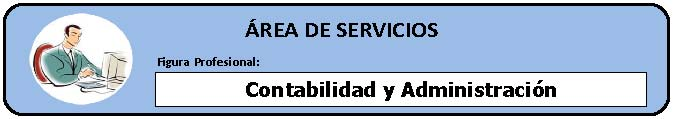 ÁREA DE SERVICIOS
Figura Profesional:
Contabilidad y Administración